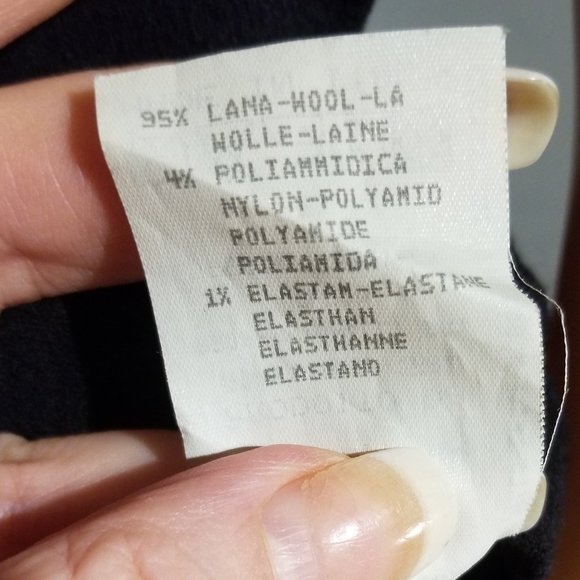 95% LANA-WOOL-LA
WOLLE-LAINE
4% POLIAMMIDICA
NYLON-POLYAMID
POLYAMIDE
POLIAMIDA
1% ELASTAM-ELASTANE
ELASTHAN
ELASTHANNE
ELASTANO